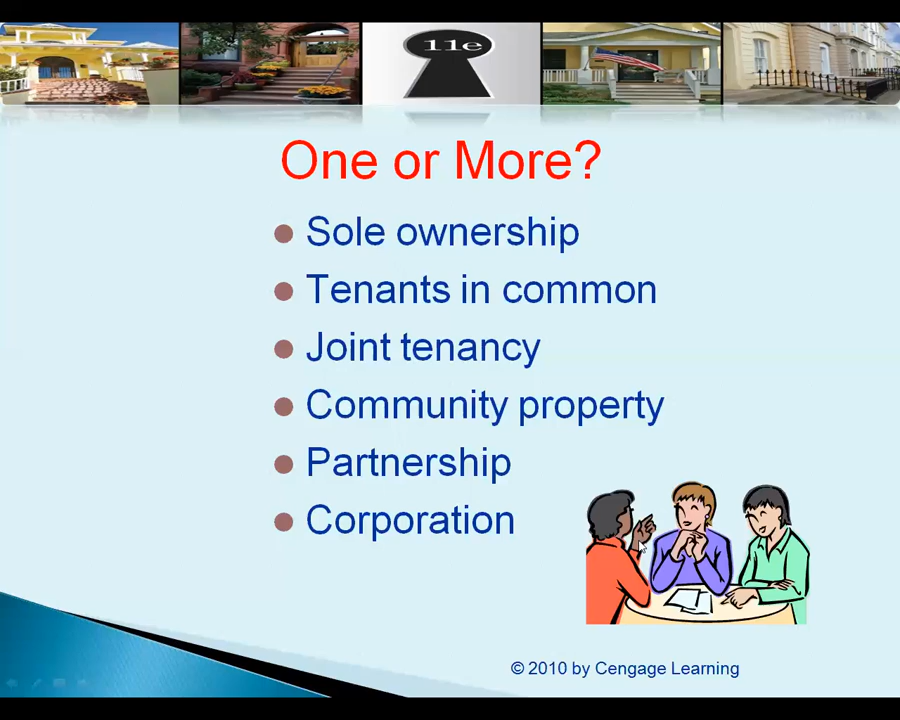 11e
One or More?
Sole ownership
Tenants in common
Joint tenancy
Community property
Partnership
Corporation
© 2010 by Cengage Learning